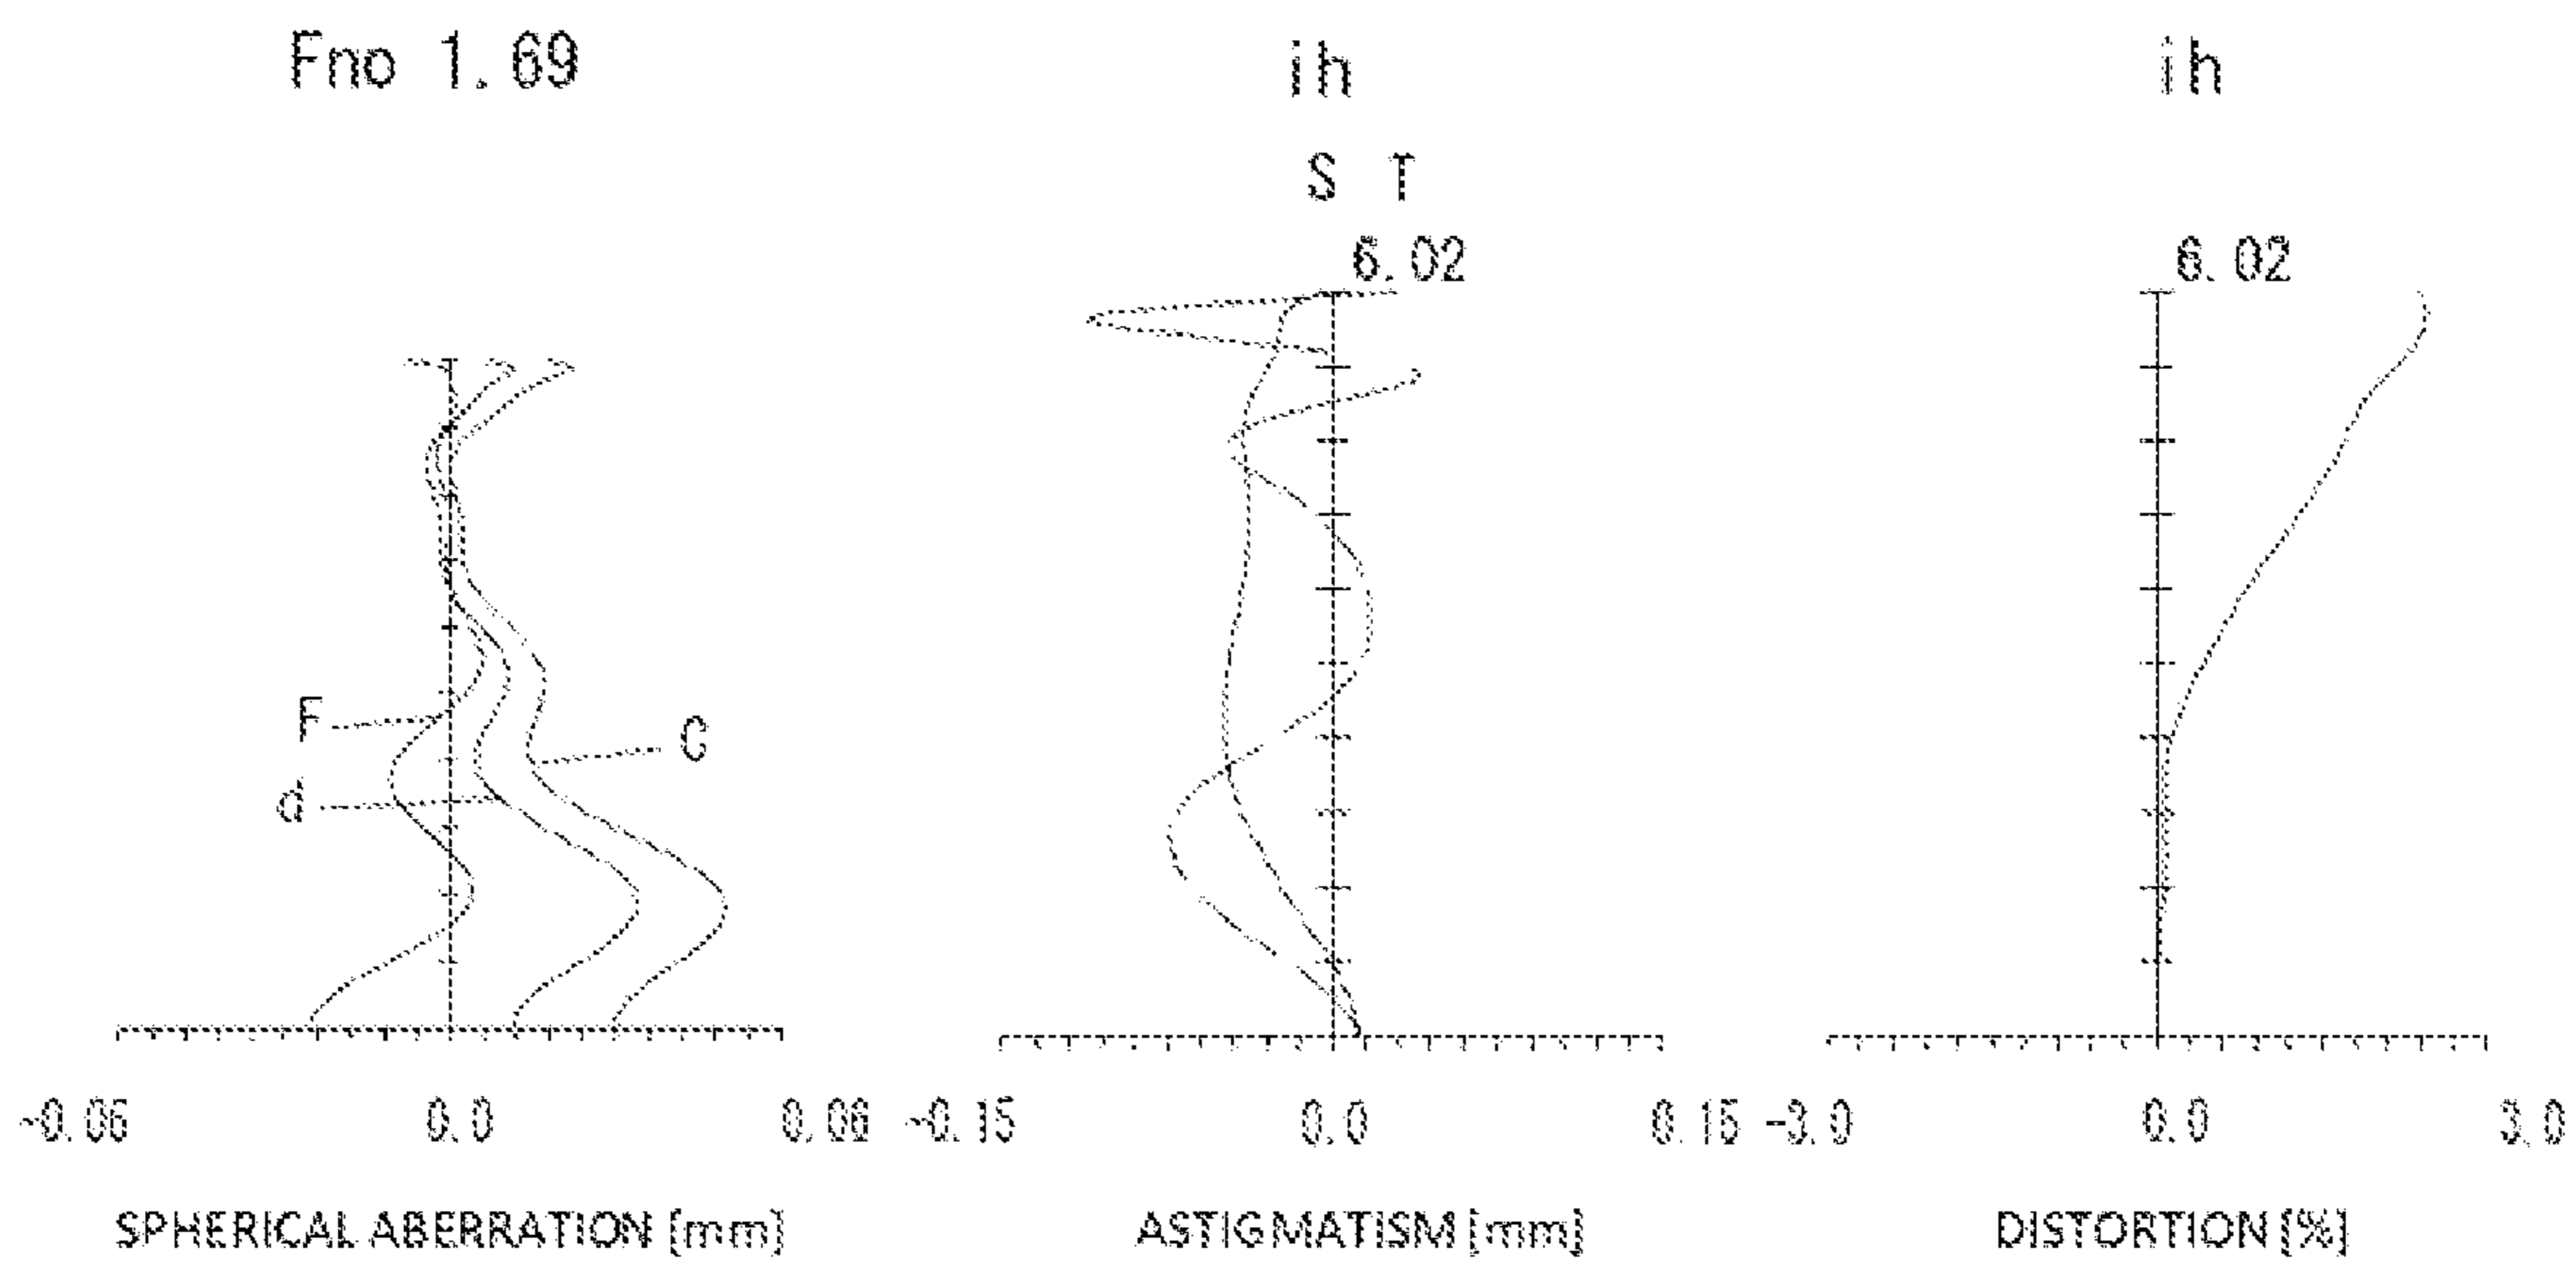 Fno 1.69
ih
ih
S T
6.02
6.02
F
C
d
-0.06 0.0 0.06
-0.15 0.0 0.15
-3.0 0.0 3.0
SPHERICAL ABERRATION [mm]
ASTIGMATISM [mm]
DISTORTION [%]